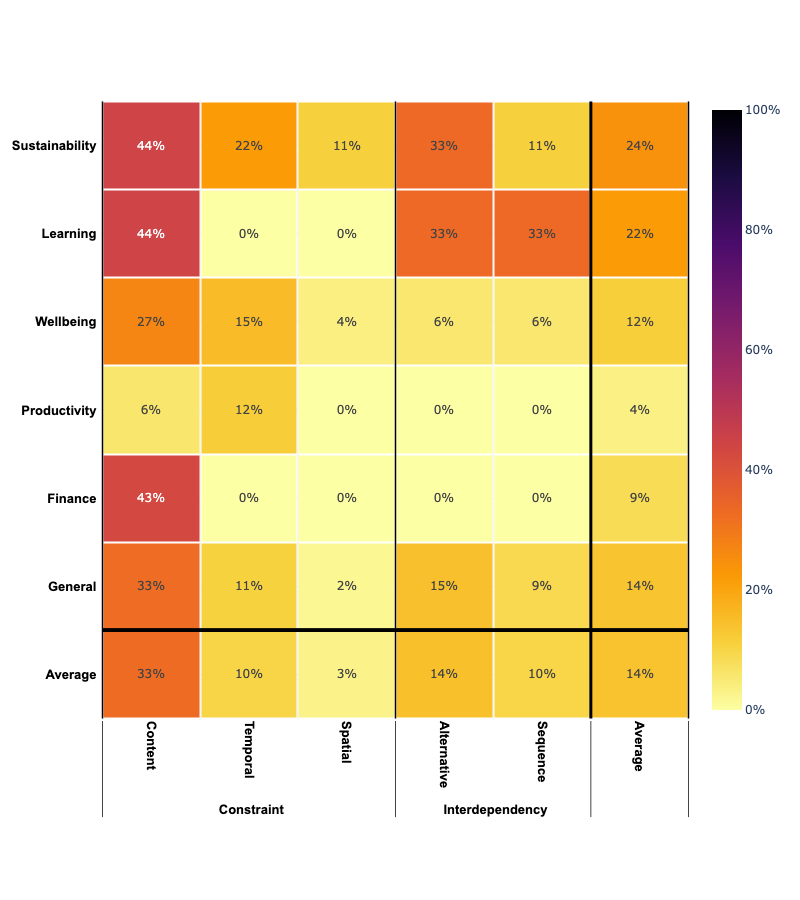 100%
Sustainability 44% 22% 11% 33% 11% 24%
80%
Learning 44% 0% 0% 33% 33% 22%
Wellbeing 27% 15% 4% 6% 6% 12%
60%
Productivity 6% 12% 0% 0% 0% 4%
40%
Finance 43% 0% 0% 0% 0% 9%
General 33% 11% 2% 15% 9% 14%
20%
Average 33% 10% 3% 14% 10% 14%
0%
Content Temporal Spatial Alternative Sequence Average
Constraint Interdependency